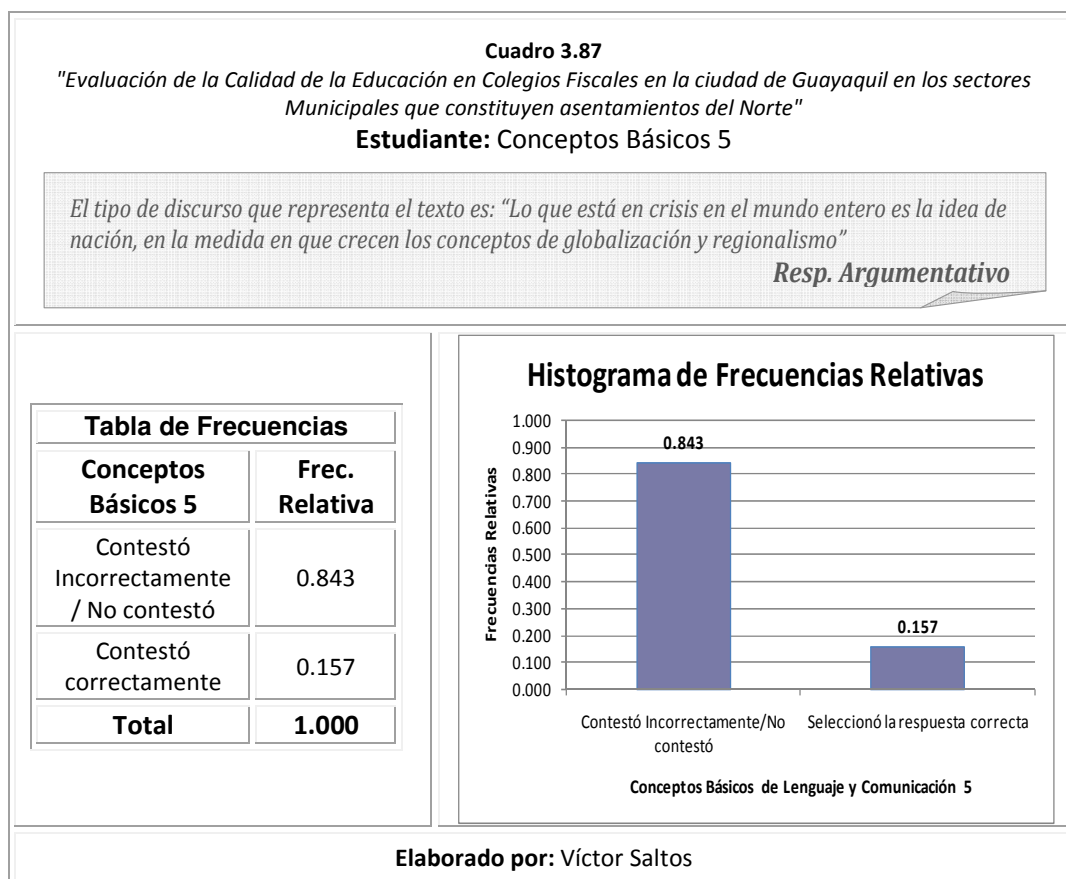 Cuadro 3.87
"Evaluación de la Calidad de la Educación en Colegios Fiscales en la ciudad de Guayaquil en los sectores
Municipales que constituyen asentamientos del Norte"
Estudiante: Conceptos Básicos 5
El tipo de discurso que representa el texto es: “Lo que está en crisis en el mundo entero es la idea de
nación, en la medida en que crecen los conceptos de globalización y regionalismo”
Resp. Argumentativo
Tabla de Frecuencias
Conceptos
Básicos 5
Frec.
Relativa
Contestó
Incorrectamente
/ No contestó
0.843
Contestó
correctamente
0.157
Total
1.000
Histograma de Frecuencias Relativas
Frecuencias Relativas
1.000
0.900
0.800
0.700
0.600
0.500
0.400
0.300
0.200
0.100
0.000
0.843
0.157
Contestó Incorrectamente/No
contestó
Seleccionó la respuesta correcta
Conceptos Básicos de Lenguaje y Comunicación 5
Elaborado por: Víctor Saltos